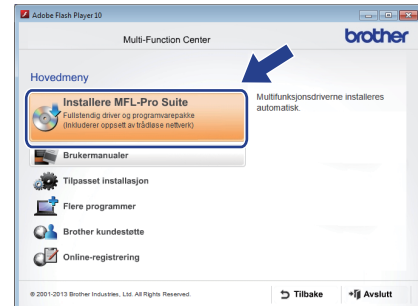 Adobe Flash Player 10
Multi-Function Center
brother
Hovedmeny
Installere MFL-Pro Suite
Fullstendig driver og programvarepakke
(Inkluderer oppsett av trådløse nettverk)
Multifunksjonsdriverne installeres
automatisk.
Brukermanualer
Tilpasset installasjon
Flere programmer
Brother kundestøtte
Online-registrering
© 2001-2013 Brother Industries, Ltd. All Rights Reserved.
Tilbake
Avslutt